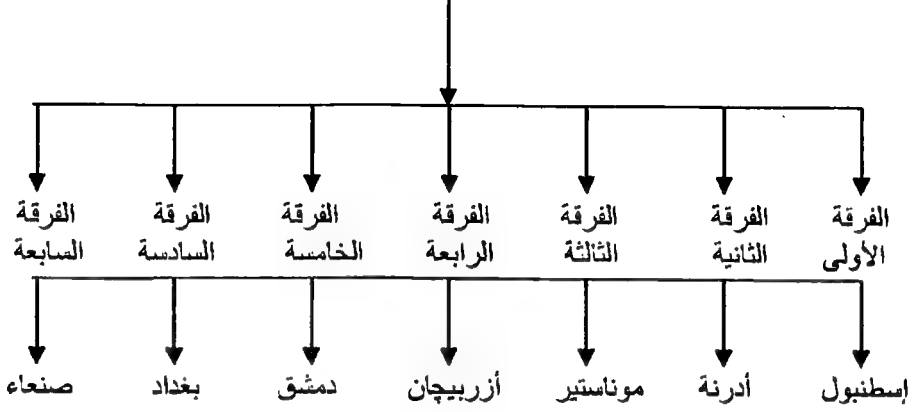 الفرقة الفرقة الفرقة الفرقة الفرقة الفرقة الفرقة
الأولى الثانية الثالثة الرابعة الخامسة السادسة السابعة
إسطنبول أدرنة موناستير أزربيچان دمشق بغداد صنعاء